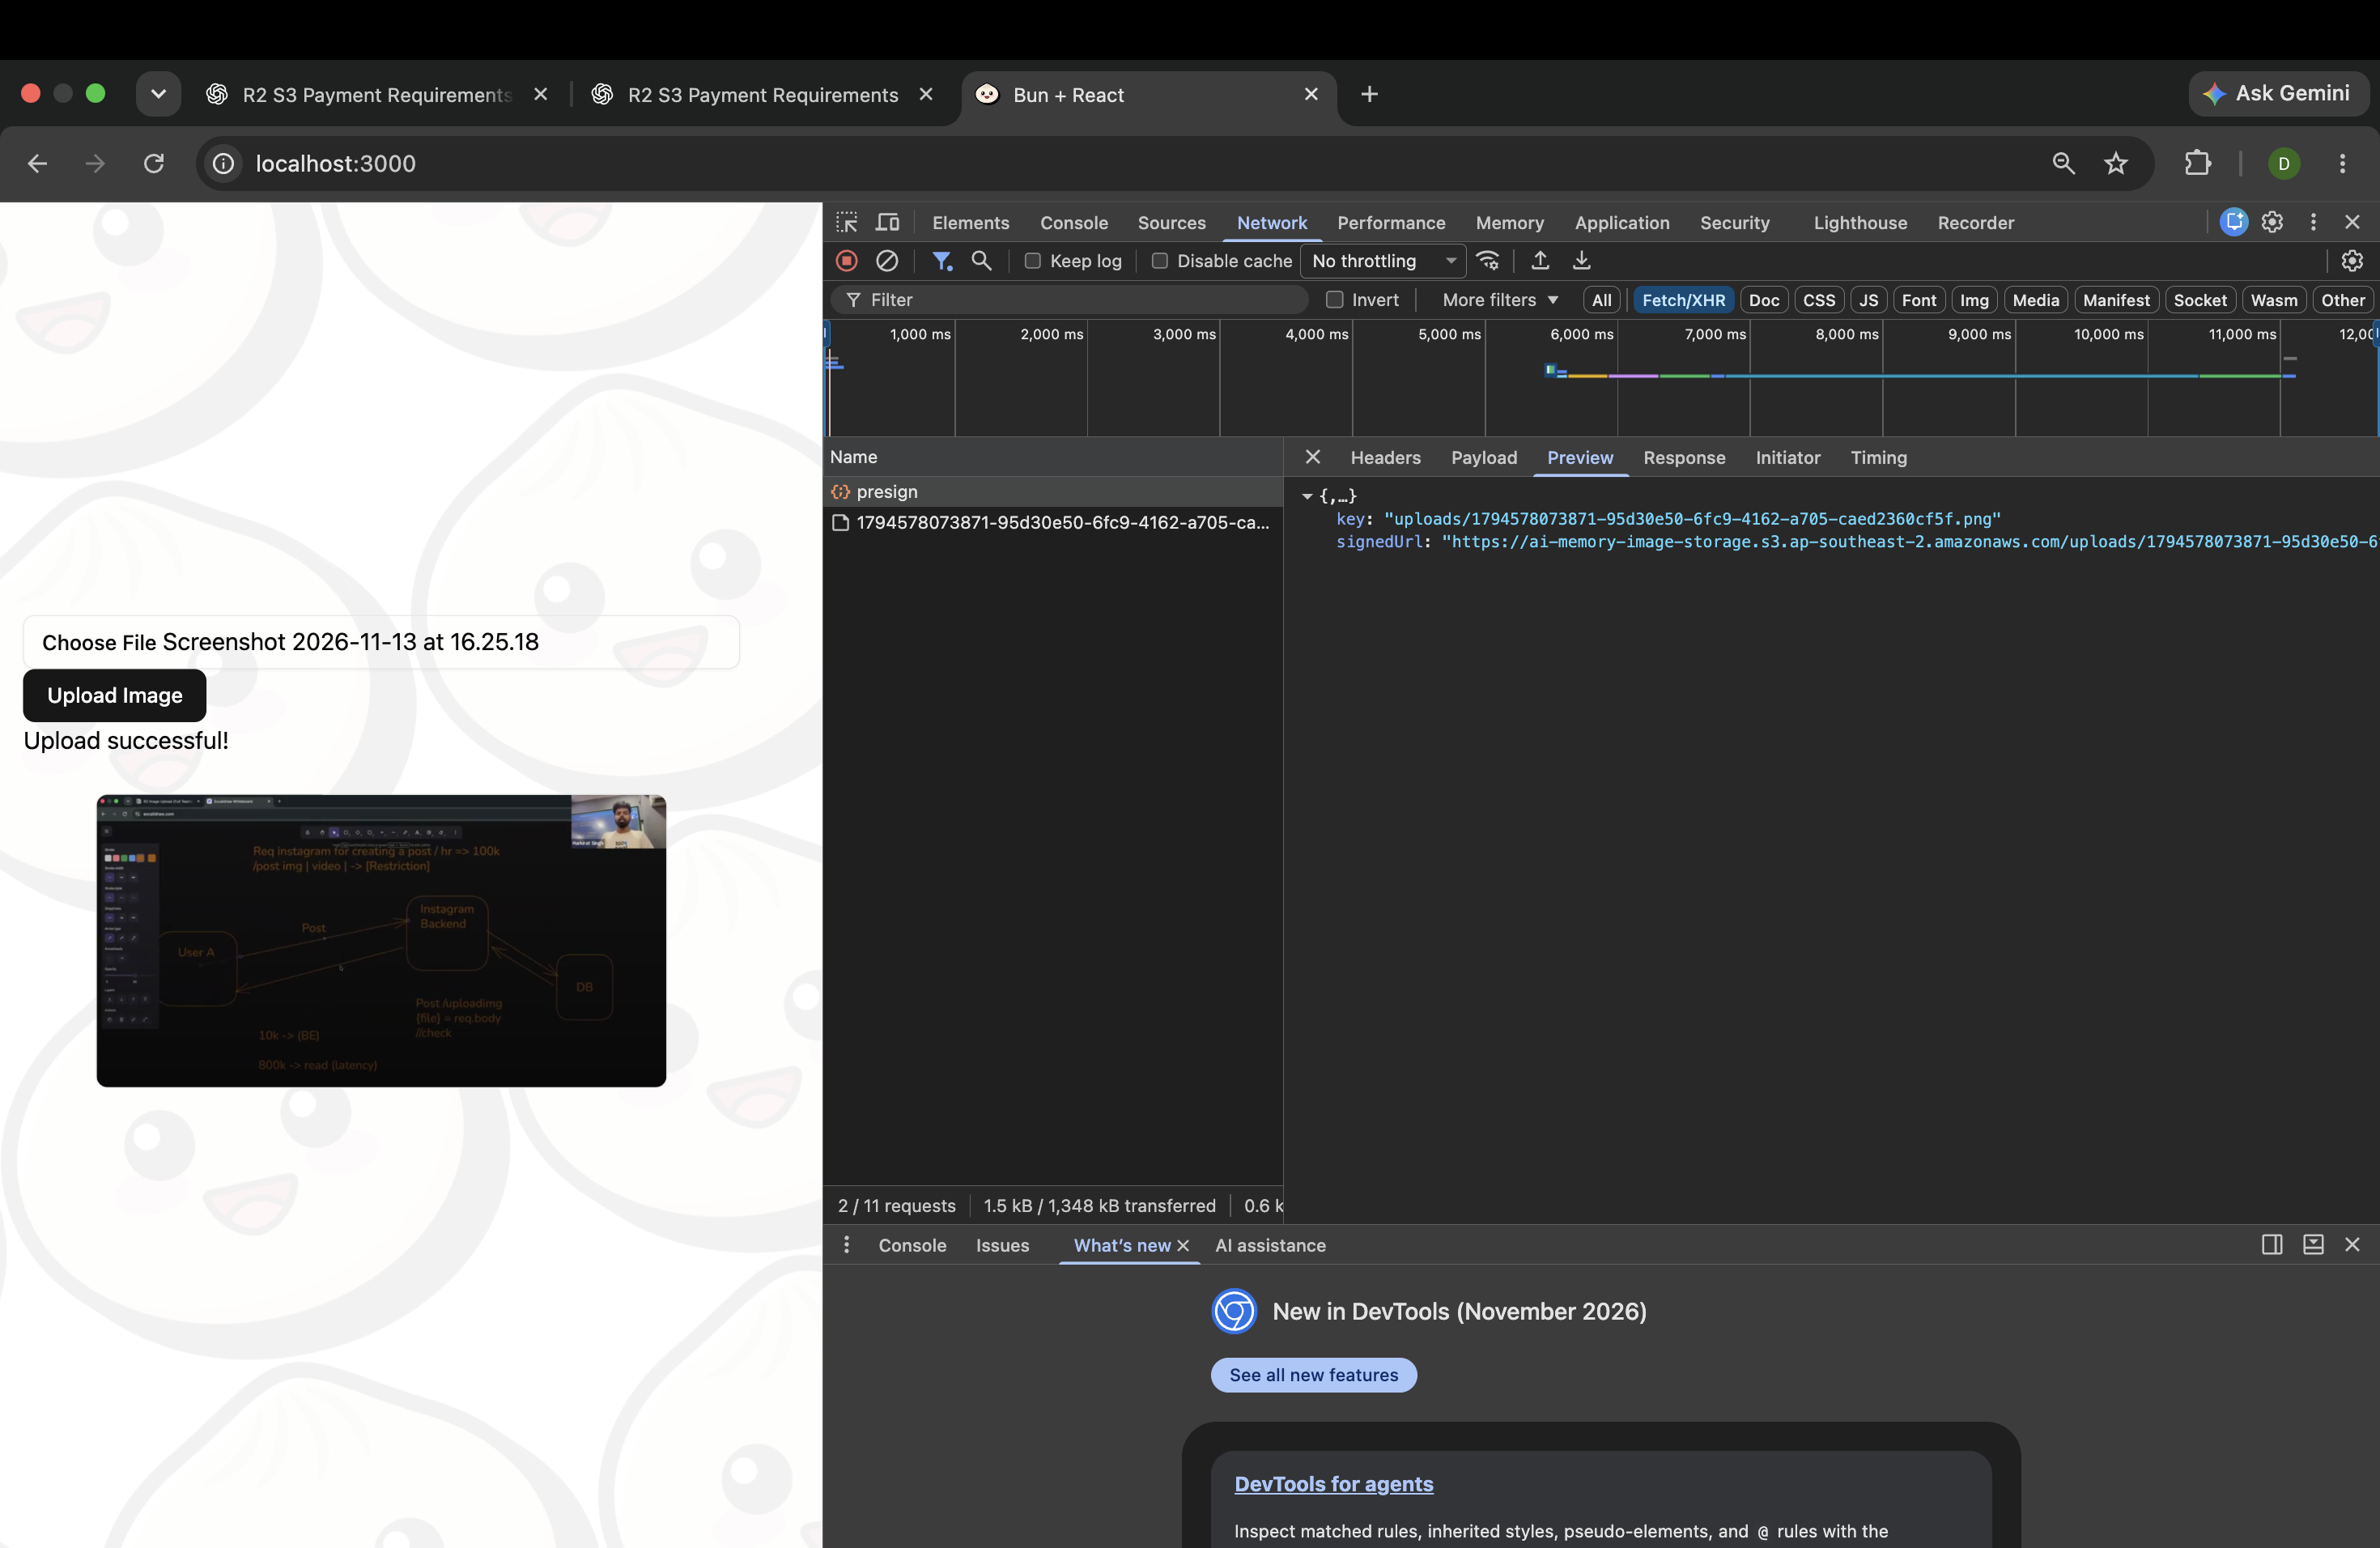 R2 S3 Payment Requirements
R2 S3 Payment Requirements
Bun + React
Ask Gemini
localhost:3000
D
Elements Console Sources Network Performance Memory Application Security Lighthouse Recorder
Keep log Disable cache No throttling
Filter Invert More filters All Fetch/XHR Doc CSS JS Font Img Media Manifest Socket Wasm Other
1,000 ms 2,000 ms 3,000 ms 4,000 ms 5,000 ms 6,000 ms 7,000 ms 8,000 ms 9,000 ms 10,000 ms 11,000 ms 12,00
Name
presign
1794578073871-95d30e50-6fc9-4162-a705-ca...
Headers Payload Preview Response Initiator Timing
{,…}
key: "uploads/1794578073871-95d30e50-6fc9-4162-a705-caed2360cf5f.png"
signedUrl: "https://ai-memory-image-storage.s3.ap-southeast-2.amazonaws.com/uploads/1794578073871-95d30e50-6
Choose File Screenshot 2026-11-13 at 16.25.18
Upload Image
Upload successful!
excalidraw.com
Harkirat Singh
Req instagram for creating a post / hr => 100k
/post img | video | -> [Restriction]
User A
Post
Instagram
Backend
DB
Post /uploadimg
{file} = req.body
//check
10k -> (BE)
800k -> read (latency)
2 / 11 requests 1.5 kB / 1,348 kB transferred 0.6 k
Console Issues What's new AI assistance
New in DevTools (November 2026)
See all new features
DevTools for agents
Inspect matched rules, inherited styles, pseudo-elements, and @ rules with the